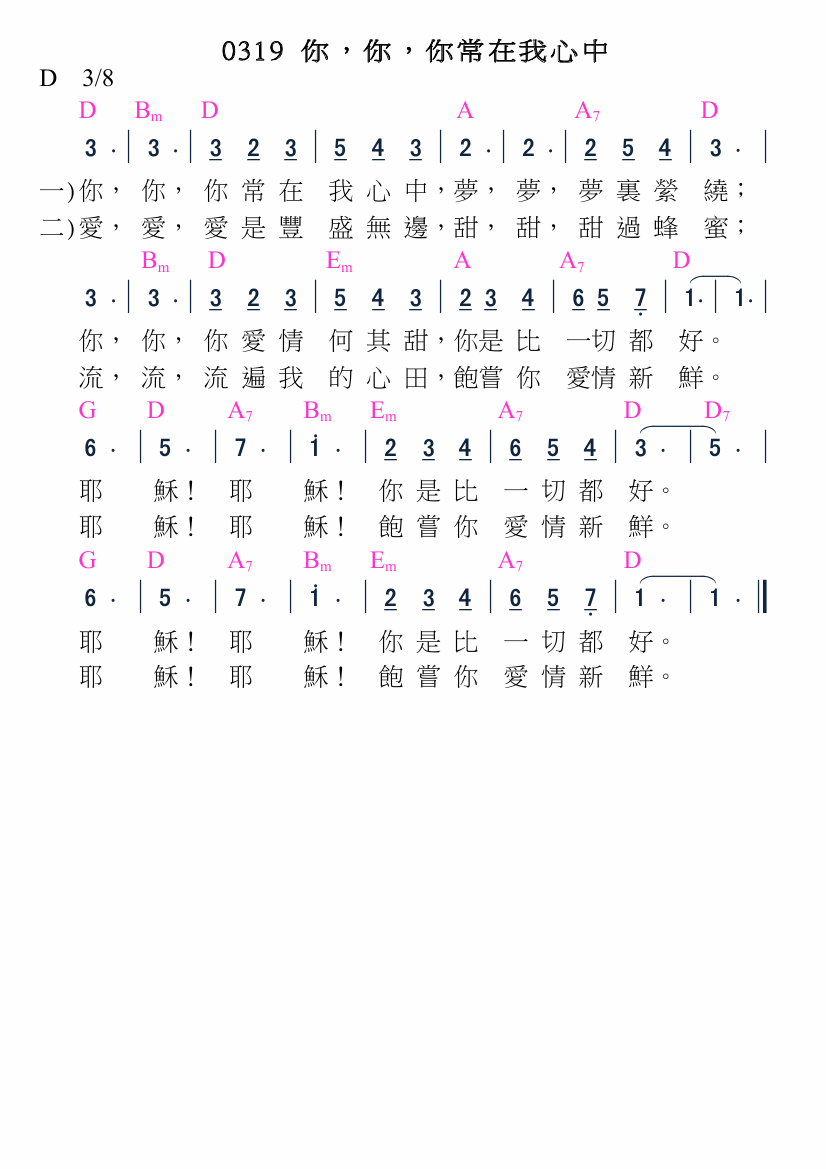 0319 你，你，你常在我心中
D 3/8
D Bm D A A7 D
3 · | 3 · | 3 2 3 | 5 4 3 | 2 · | 2 · | 2 5 4 | 3 · |
一)你， 你， 你 常 在 我 心 中，夢， 夢， 夢 裏 縈 繞；
二)愛， 愛， 愛 是 豐 盛 無 邊，甜， 甜， 甜 過 蜂 蜜；
Bm D Em A A7 D
3 · | 3 · | 3 2 3 | 5 4 3 | 2 3 4 | 6 5 7 | 1· | 1· |
你， 你， 你 愛 情 何 其 甜，你是 比 一切 都 好。
流， 流， 流 遍 我 的 心 田，飽嘗 你 愛情 新 鮮。
G D A7 Bm Em A7 D D7
6 · | 5 · | 7 · | 1 · | 2 3 4 | 6 5 4 | 3 · | 5 · |
耶 穌！ 耶 穌！ 你 是 比 一 切 都 好。
耶 穌！ 耶 穌！ 飽 嘗 你 愛 情 新 鮮。
G D A7 Bm Em A7 D
6 · | 5 · | 7 · | 1 · | 2 3 4 | 6 5 7 | 1 · | 1 · ‖
耶 穌！ 耶 穌！ 你 是 比 一 切 都 好。
耶 穌！ 耶 穌！ 飽 嘗 你 愛 情 新 鮮。